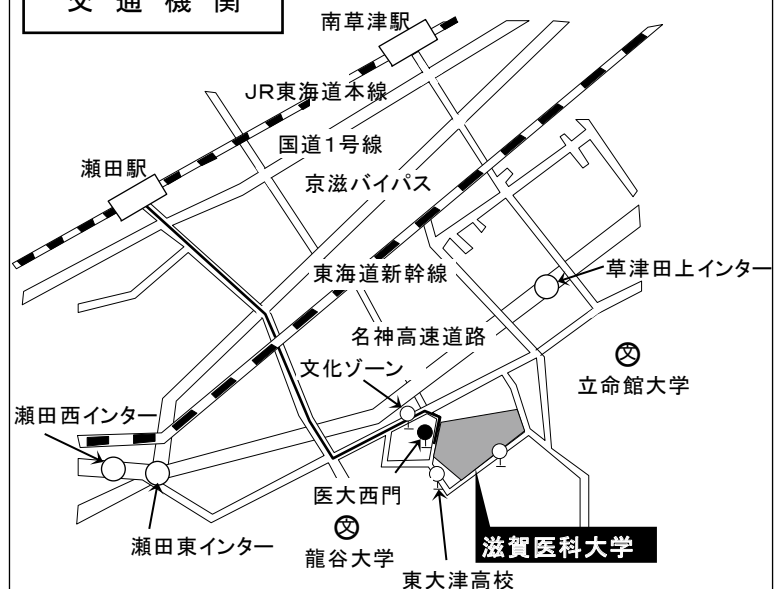 交通機関
南草津駅
JR東海道本線
国道1号線
瀬田駅
京滋バイパス
東海道新幹線
草津田上インター
名神高速道路
文化ゾーン
文
立命館大学
瀬田西インター
医大西門
文
瀬田東インター
龍谷大学
滋賀医科大学
東大津高校